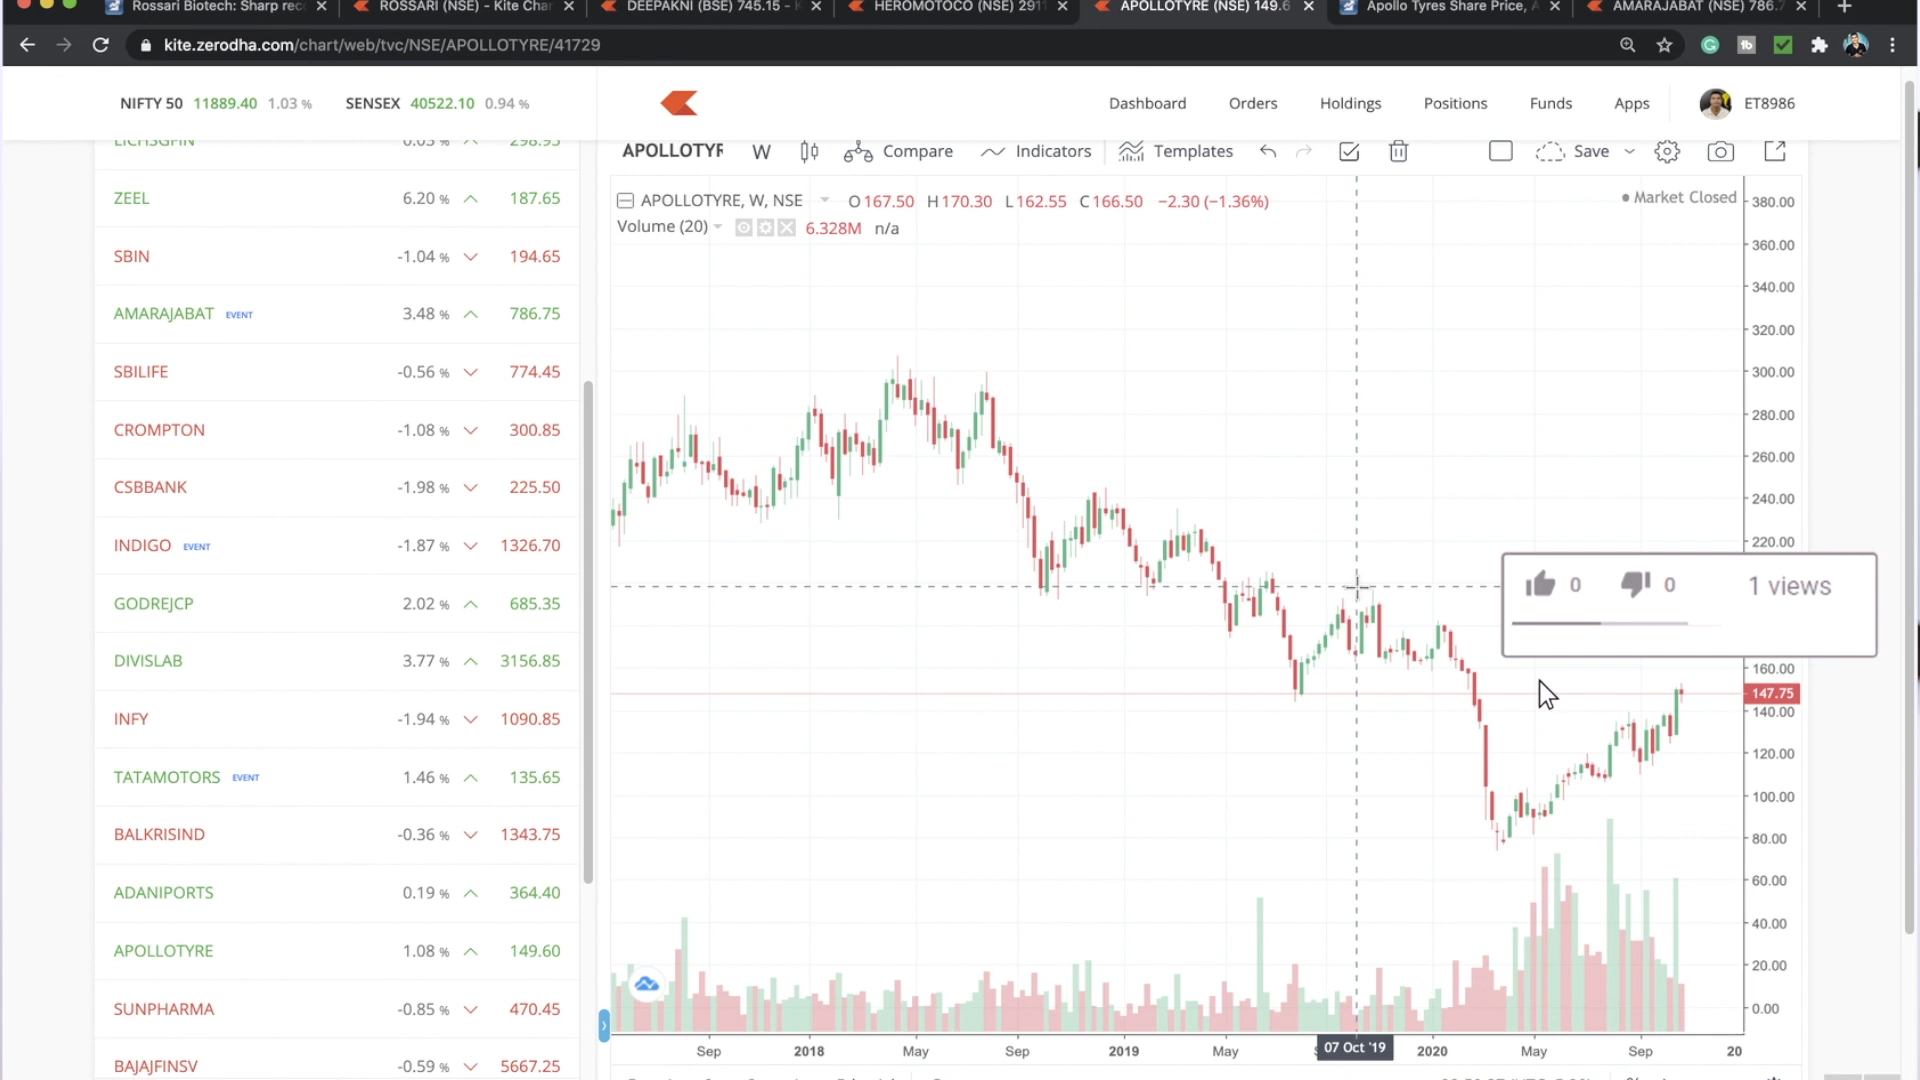 Rossari Biotech: Sharp rec
ROSSARI (NSE) - Kite Char
DEEPAKNI (BSE) 745.15 - K
HEROMOTOCO (NSE) 2911
APOLLOTYRE (NSE) 149.6
Apollo Tyres Share Price, A
AMARAJABAT (NSE) 786.7
kite.zerodha.com/chart/web/tvc/NSE/APOLLOTYRE/41729
NIFTY 50 11889.40 1.03 %
SENSEX 40522.10 0.94 %
Dashboard
Orders
Holdings
Positions
Funds
Apps
ET8986
LICHSGFIN 0.03 % 298.95
ZEEL 6.20 % 187.65
SBIN -1.04 % 194.65
AMARAJABAT EVENT 3.48 % 786.75
SBILIFE -0.56 % 774.45
CROMPTON -1.08 % 300.85
CSBBANK -1.98 % 225.50
INDIGO EVENT -1.87 % 1326.70
GODREJCP 2.02 % 685.35
DIVISLAB 3.77 % 3156.85
INFY -1.94 % 1090.85
TATAMOTORS EVENT 1.46 % 135.65
BALKRISIND -0.36 % 1343.75
ADANIPORTS 0.19 % 364.40
APOLLOTYRE 1.08 % 149.60
SUNPHARMA -0.85 % 470.45
BAJAJFINSV -0.59 % 5667.25
APOLLOTYR W Compare Indicators Templates Save
APOLLOTYRE, W, NSE O167.50 H170.30 L162.55 C166.50 −2.30 (−1.36%)
Market Closed
Volume (20) 6.328M n/a
380.00
360.00
340.00
320.00
300.00
280.00
260.00
240.00
220.00
0 0 1 views
160.00
147.75
140.00
120.00
100.00
80.00
60.00
40.00
20.00
0.00
Sep 2018 May Sep 2019 May 07 Oct '19 2020 May Sep 20